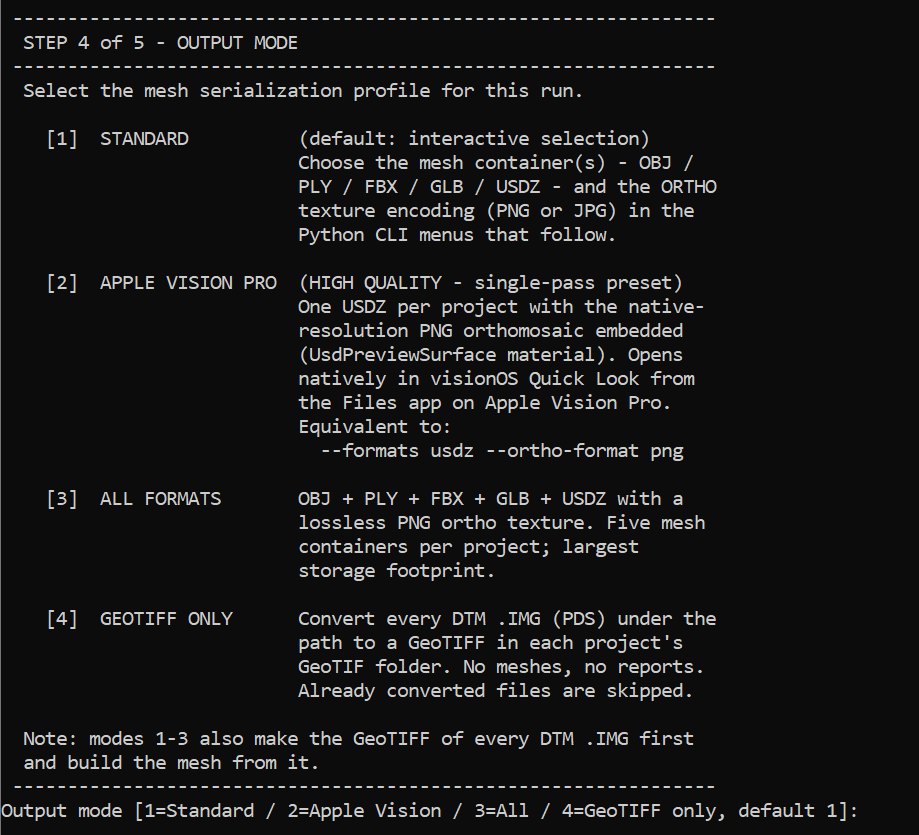 ----------------------------------------------------------------
STEP 4 of 5 - OUTPUT MODE
----------------------------------------------------------------
Select the mesh serialization profile for this run.
[1]  STANDARD          (default: interactive selection)
Choose the mesh container(s) - OBJ /
PLY / FBX / GLB / USDZ - and the ORTHO
texture encoding (PNG or JPG) in the
Python CLI menus that follow.
[2]  APPLE VISION PRO  (HIGH QUALITY - single-pass preset)
One USDZ per project with the native-
resolution PNG orthomosaic embedded
(UsdPreviewSurface material). Opens
natively in visionOS Quick Look from
the Files app on Apple Vision Pro.
Equivalent to:
--formats usdz --ortho-format png
[3]  ALL FORMATS       OBJ + PLY + FBX + GLB + USDZ with a
lossless PNG ortho texture. Five mesh
containers per project; largest
storage footprint.
[4]  GEOTIFF ONLY      Convert every DTM .IMG (PDS) under the
path to a GeoTIFF in each project's
GeoTIF folder. No meshes, no reports.
Already converted files are skipped.
Note: modes 1-3 also make the GeoTIFF of every DTM .IMG first
and build the mesh from it.
----------------------------------------------------------------
Output mode [1=Standard / 2=Apple Vision / 3=All / 4=GeoTIFF only, default 1]: